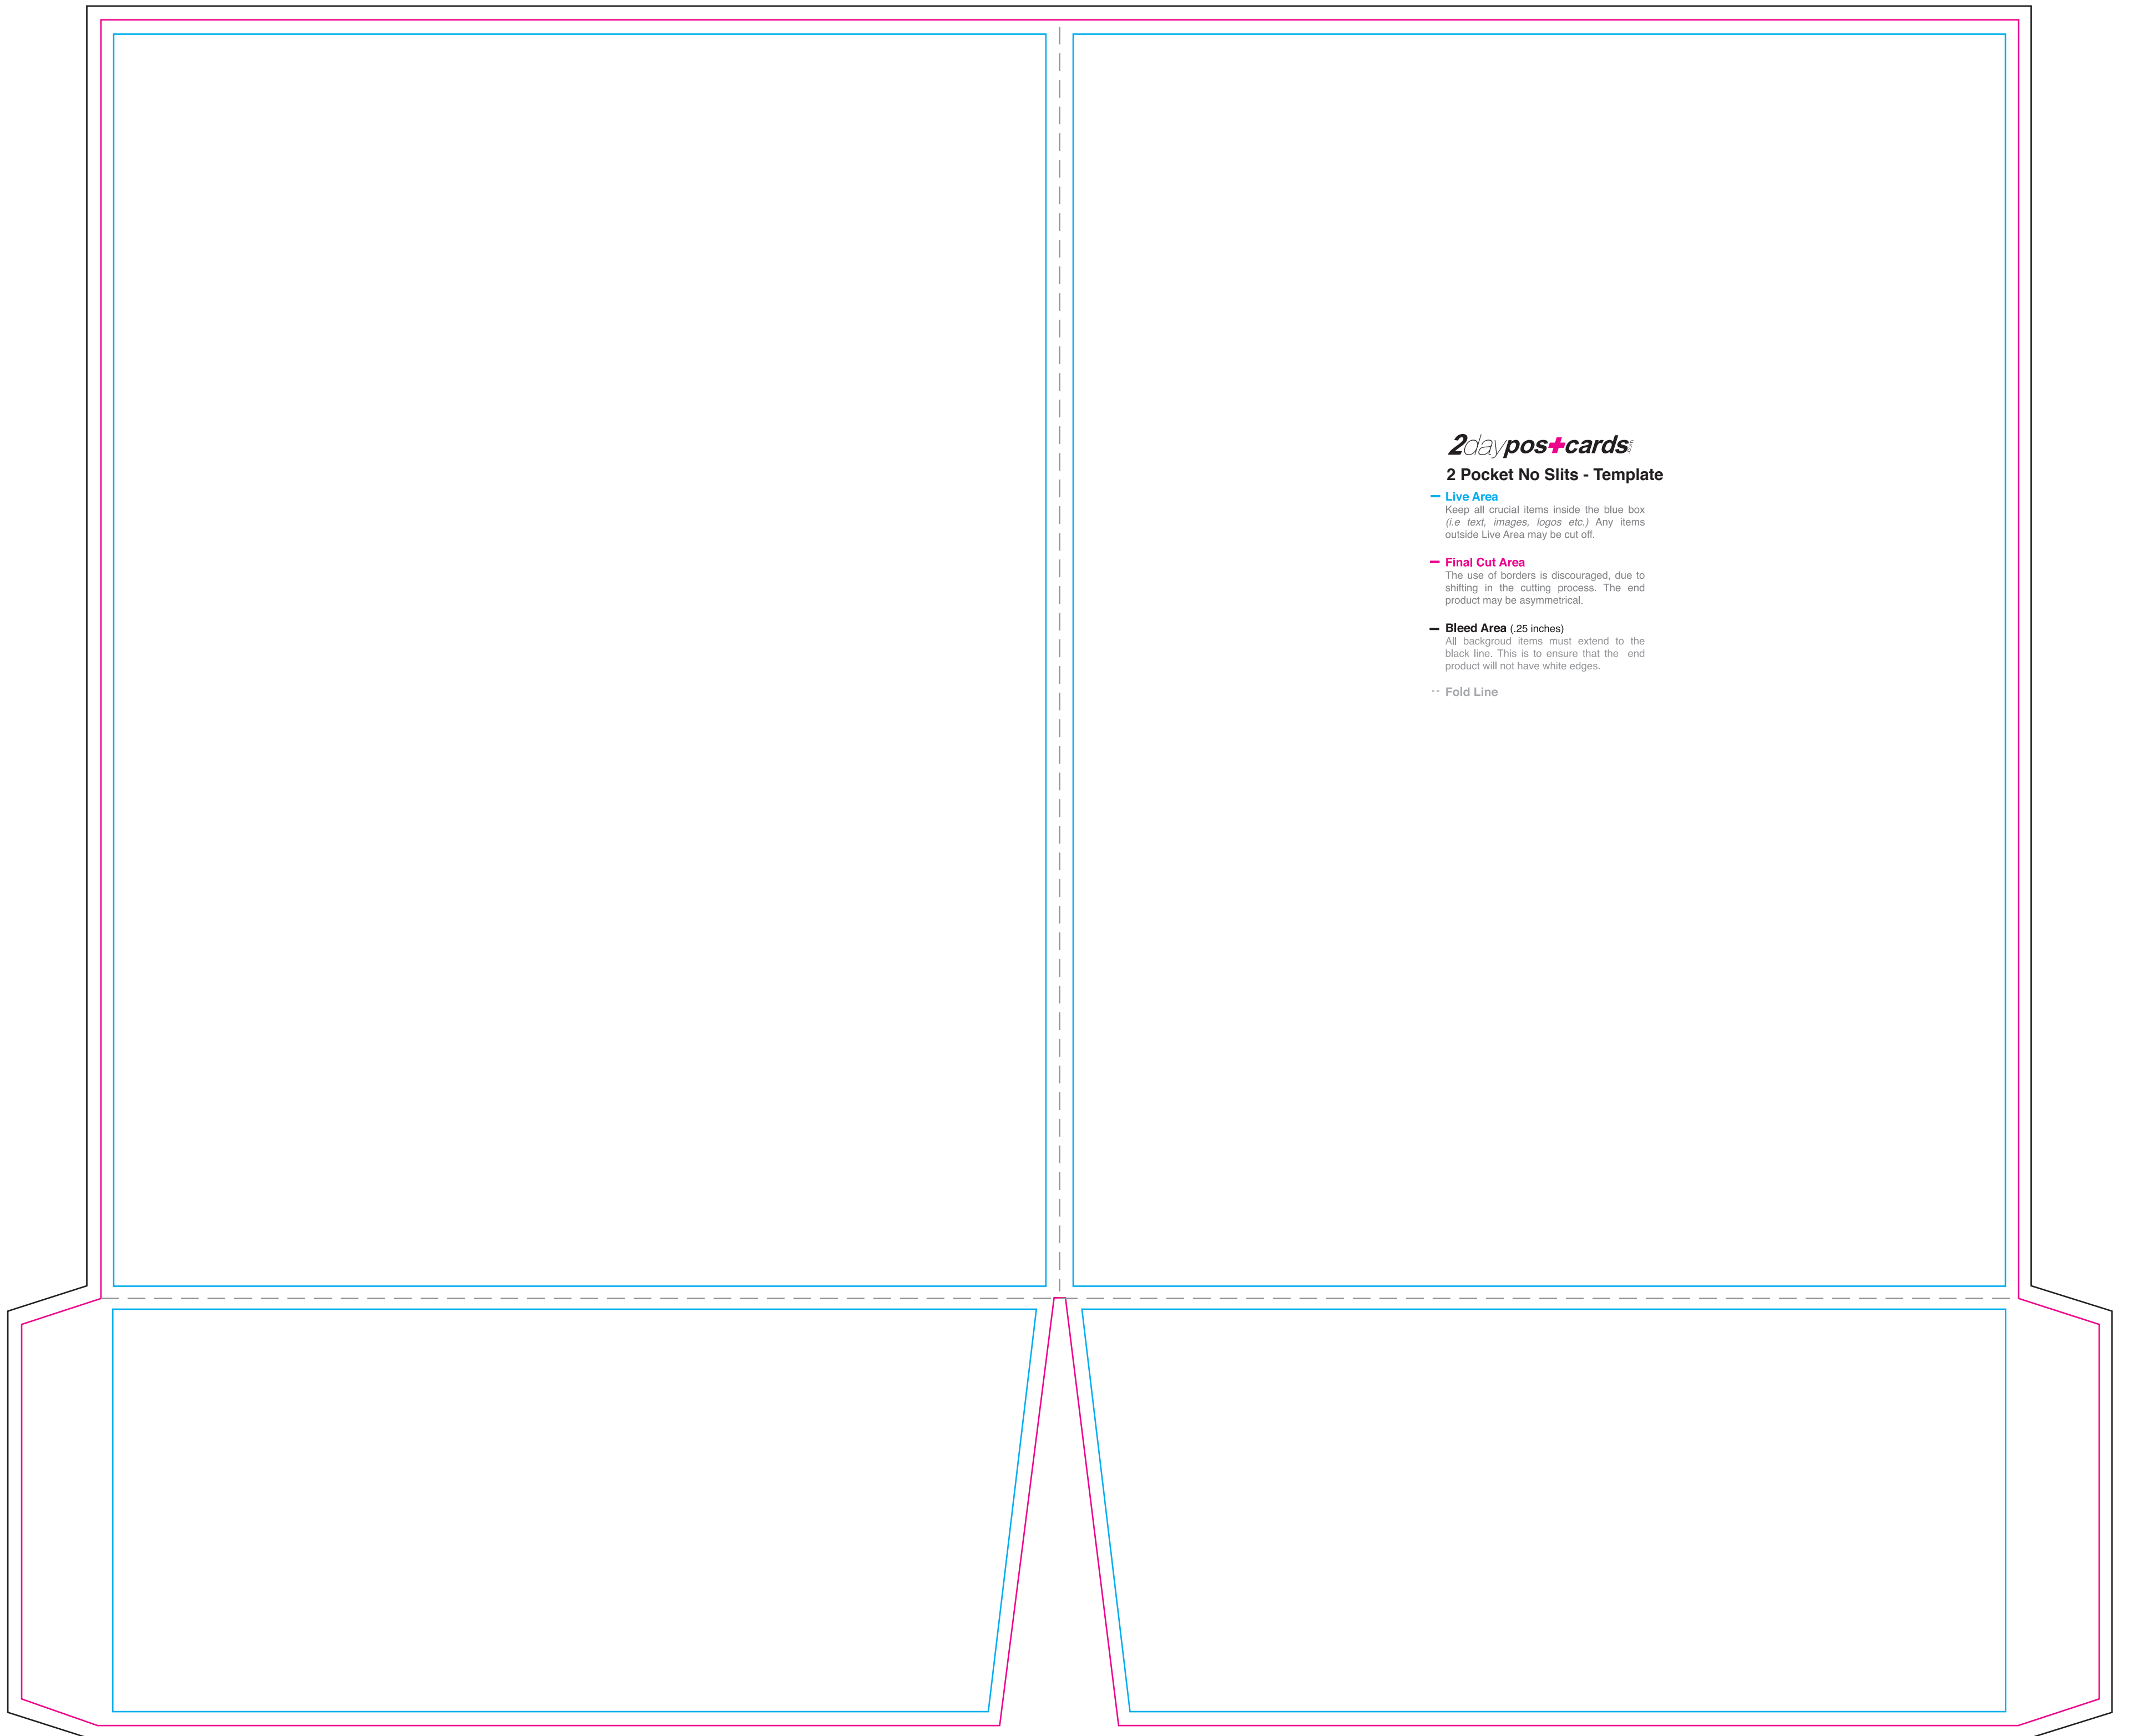 2daypos+cards
2 Pocket No Slits - Template
Live Area
Keep all crucial items inside the blue box
(i.e text, images, logos etc.) Any items
outside Live Area may be cut off.
Final Cut Area
The use of borders is discouraged, due to
shifting in the cutting process. The end
product may be asymmetrical.
Bleed Area (.25 inches)
All backgroud items must extend to the
black line. This is to ensure that the end
product will not have white edges.
Fold Line